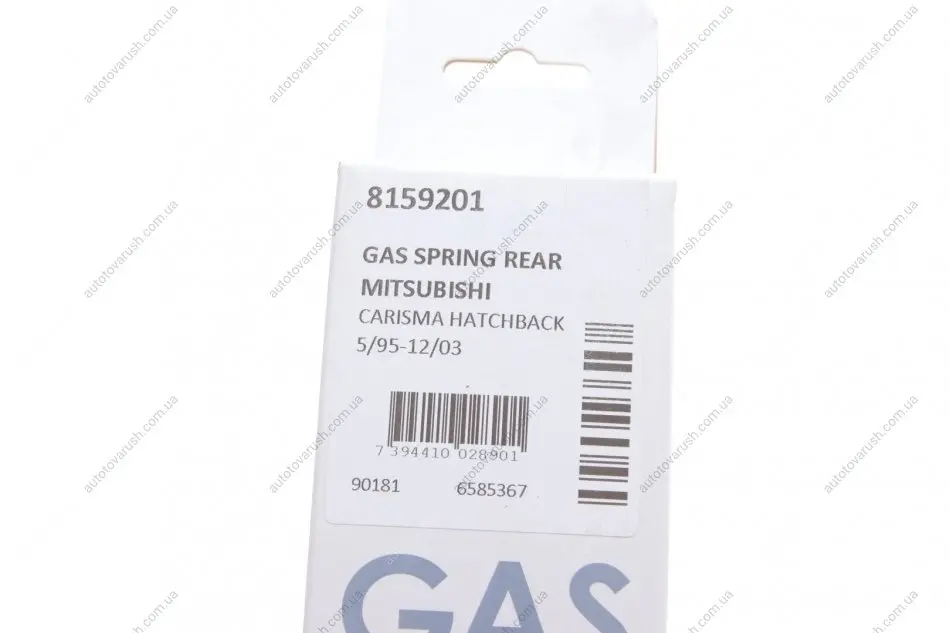 8159201
GAS SPRING REAR
MITSUBISHI
CARISMA HATCHBACK
5/95-12/03
7 394410 028901
90181 6585367
GAS
autotovarush.com.ua